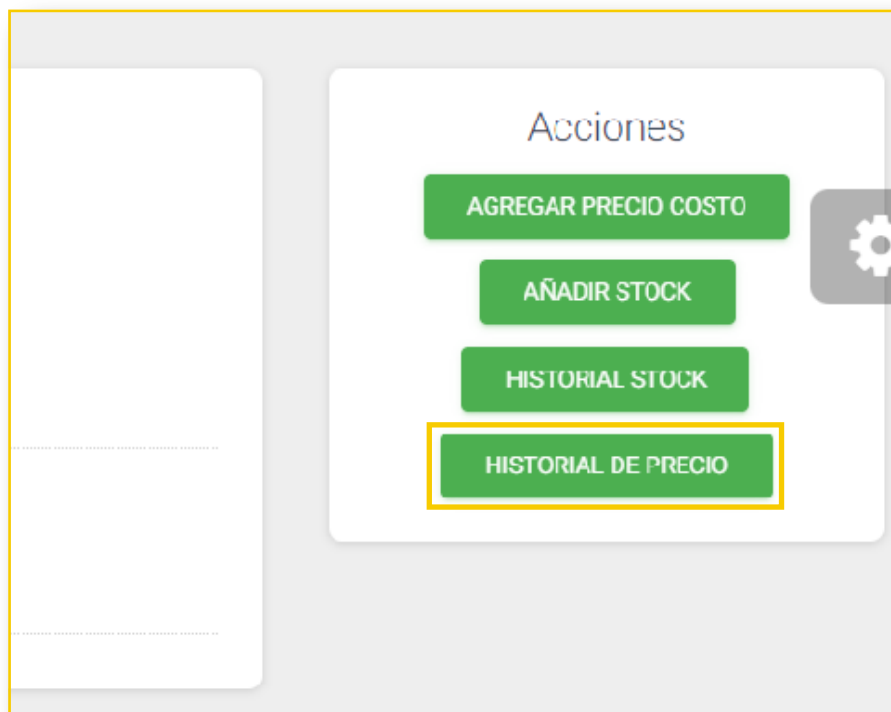 Acciones
AGREGAR PRECIO COSTO
AÑADIR STOCK
HISTORIAL STOCK
HISTORIAL DE PRECIO